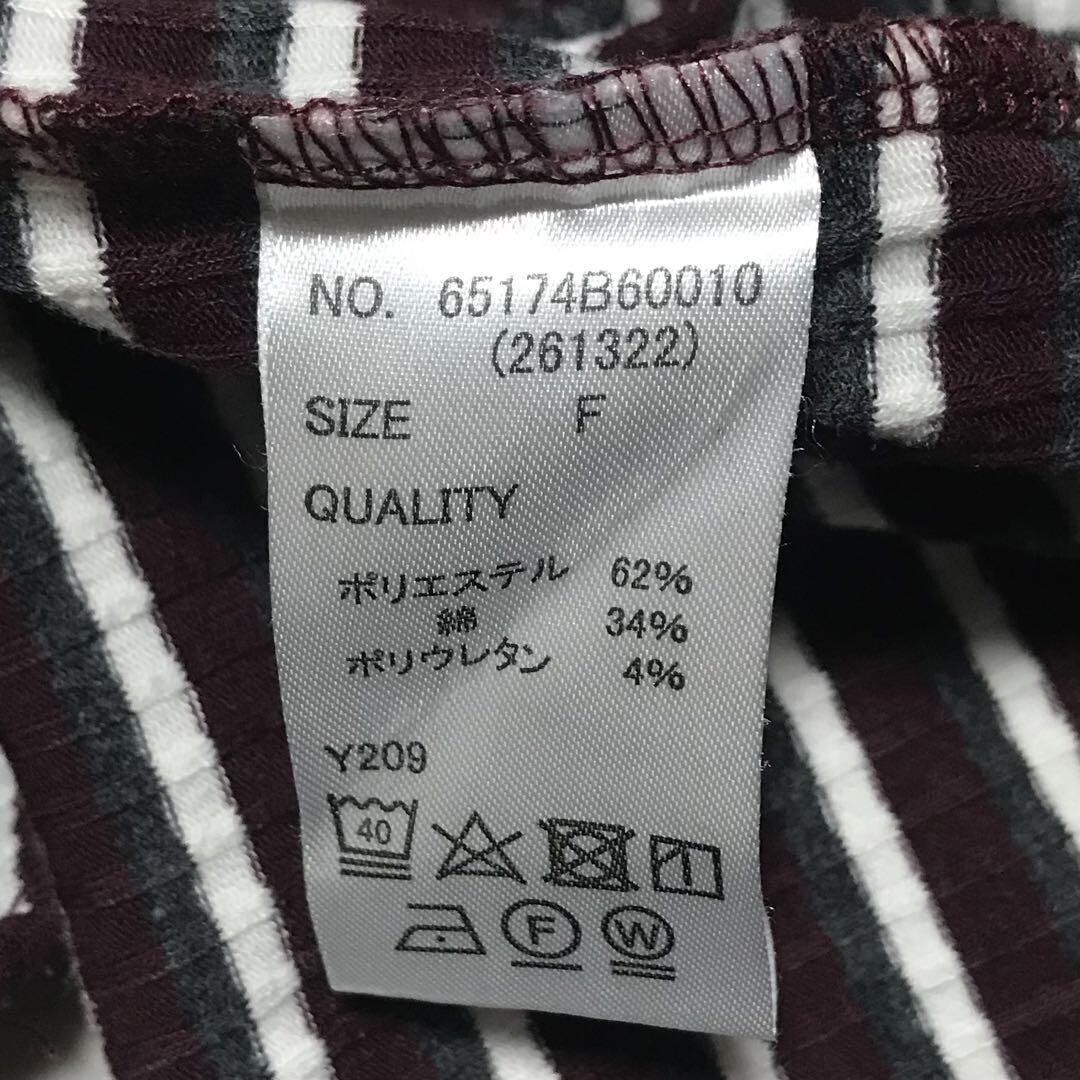 NO. 65174B60010
(261322)
SIZE F
QUALITY
ポリエステル 62%
綿 34%
ポリウレタン 4%
Y209
40
F W